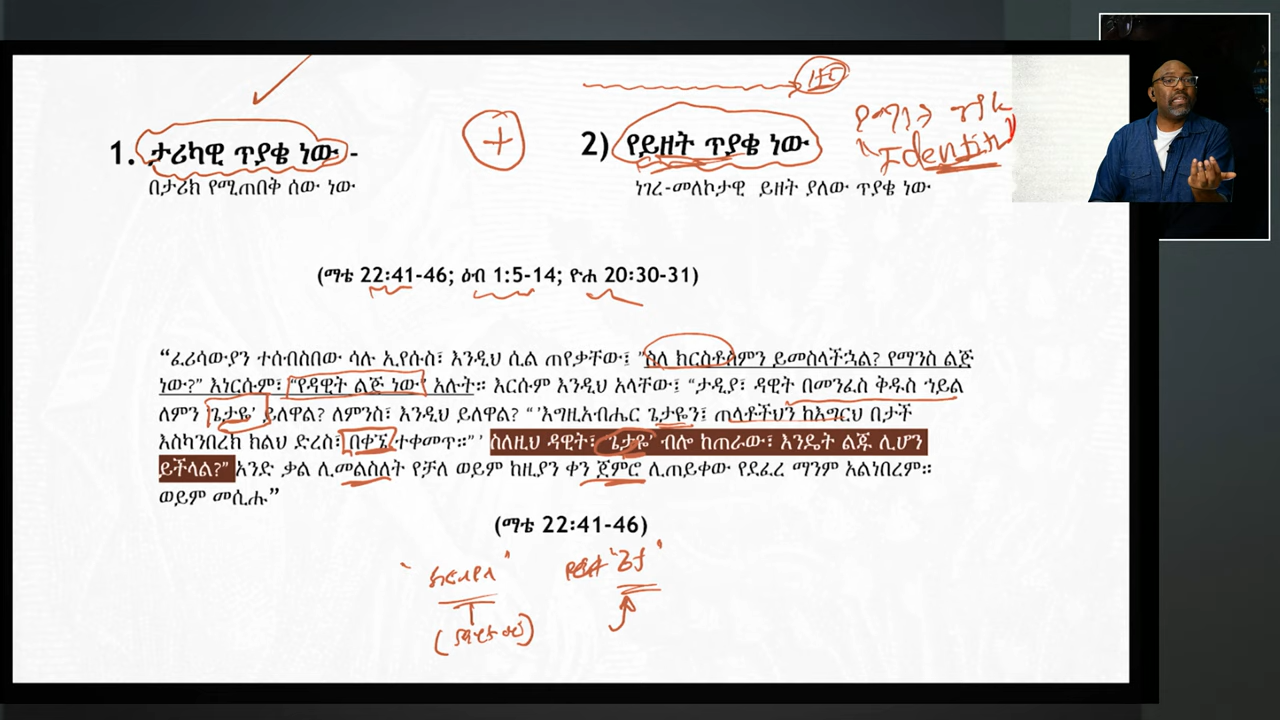 1. ታሪካዊ ጥያቄ ነው -
በታሪክ የሚጠበቅ ሰው ነው
2) የይዘት ጥያቄ ነው
ነገረ-መለኮታዊ ይዘት ያለው ጥያቄ ነው
Identity
(ማቴ 22:41-46; ዕብ 1:5-14; ዮሐ 20:30-31)
“ፈሪሳውያን ተሰብስበው ሳሉ ኢየሱስ፣ እንዲህ ሲል ጠየቃቸው፤ “ስለ ክርስቶስ ምን ይመስላችኋል? የማንስ ልጅ
ነው?” እነርሱም፣ “የዳዊት ልጅ ነው” አሉት። እርሱም እንዲህ አላቸው፤ “ታዲያ፣ ዳዊት በመንፈስ ቅዱስ ኀይል
ለምን ‘ጌታዬ’ ይለዋል? ለምንስ፣ እንዲህ ይለዋል? “ ’እግዚአብሔር ጌታዬን፣ ጠላቶችህን ከእግርህ በታች
እስካንበረክክልህ ድረስ፣ በቀኜ ተቀመጥ።” ’ ስለዚህ ዳዊት፣ ‘ጌታዬ’ ብሎ ከጠራው፣ እንዴት ልጁ ሊሆን
ይችላል?” አንድ ቃል ሊመልስለት የቻለ ወይም ከዚያን ቀን ጀምሮ ሊጠይቀው የደፈረ ማንም አልነበረም።
ወይም መሲሑ”
(ማቴ 22:41-46)